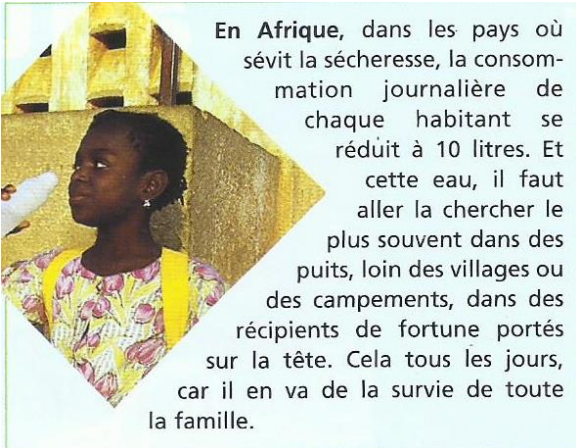 En Afrique, dans les pays où
sévit la sécheresse, la consom-
mation journalière de
chaque habitant se
réduit à 10 litres. Et
cette eau, il faut
aller la chercher le
plus souvent dans des
puits, loin des villages ou
des campements, dans des
récipients de fortune portés
sur la tête. Cela tous les jours,
car il en va de la survie de toute
la famille.